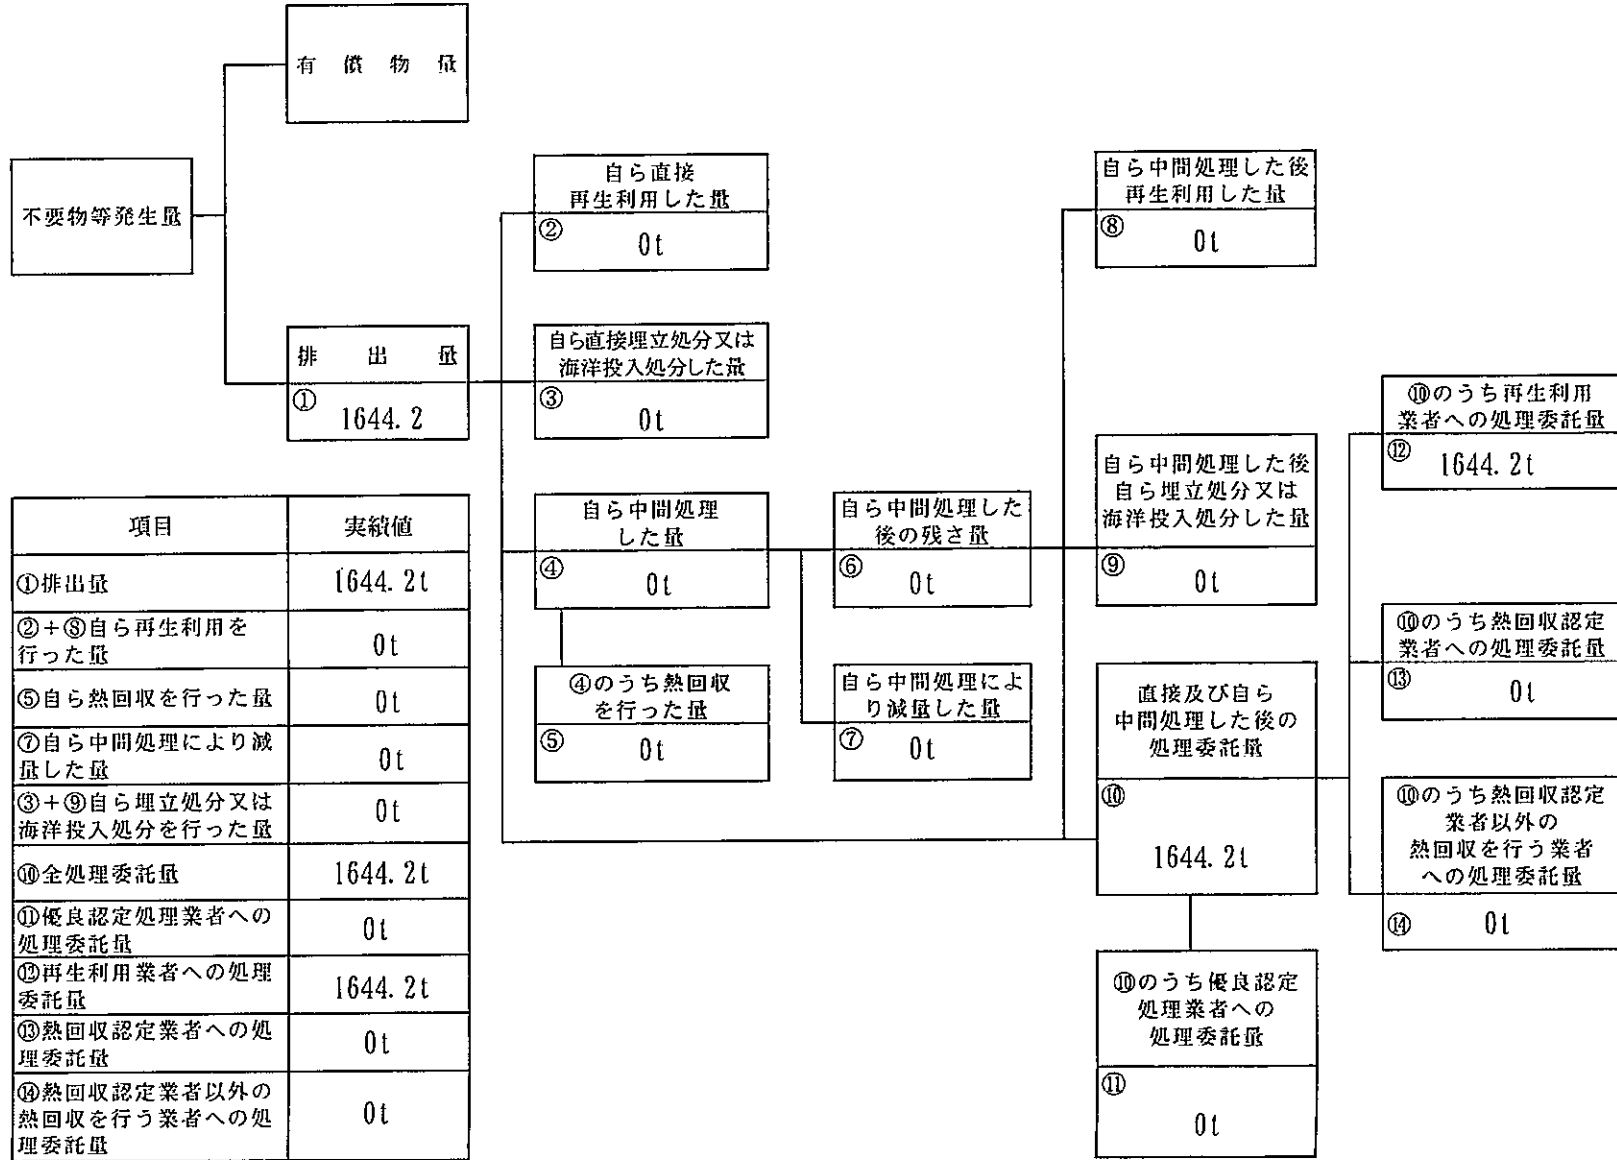 有償物量
不要物等発生量
排出量
①
1644.2
自ら直接
再生利用した量
②
0t
自ら直接埋立処分又は
海洋投入処分した量
③
0t
自ら中間処理
した量
④
0t
④のうち熱回収
を行った量
⑤
0t
自ら中間処理した
後の残さ量
⑥
0t
自ら中間処理によ
り減量した量
⑦
0t
自ら中間処理した後
再生利用した量
⑧
0t
自ら中間処理した後
自ら埋立処分又は
海洋投入処分した量
⑨
0t
直接及び自ら
中間処理した後の
処理委託量
⑩
1644.2t
⑩のうち優良認定
処理業者への
処理委託量
⑪
0t
⑩のうち再生利用
業者への処理委託量
⑫
1644.2t
⑩のうち熱回収認定
業者への処理委託量
⑬
0t
⑩のうち熱回収認定
業者以外の
熱回収を行う業者
への処理委託量
⑭
0t
項目 実績値
①排出量 1644.2t
②+⑧自ら再生利用を
行った量 0t
⑤自ら熱回収を行った量 0t
⑦自ら中間処理により減
量した量 0t
③+⑨自ら埋立処分又は
海洋投入処分を行った量 0t
⑩全処理委託量 1644.2t
⑪優良認定処理業者への
処理委託量 0t
⑫再生利用業者への処理
委託量 1644.2t
⑬熱回収認定業者への処
理委託量 0t
⑭熱回収認定業者以外の
熱回収を行う業者への処
理委託量 0t